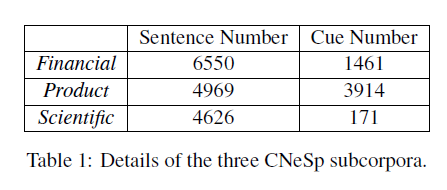 Sentence Number Cue Number
Financial 6550 1461
Product 4969 3914
Scientific 4626 171
Table 1: Details of the three CNeSp subcorpora.